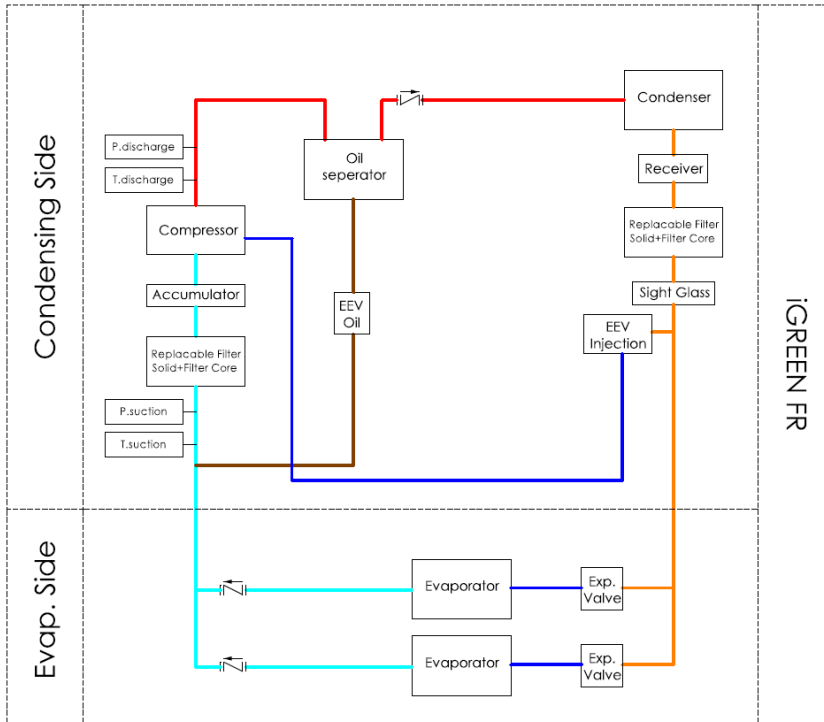 Condensing Side
Condenser
P.discharge
Oil
seperator
Receiver
T.discharge
Compressor
Replacable Filter
Solid+Filter Core
Accumulator
Sight Glass
EEV
Oil
EEV
Injection
Replacable Filter
Solid+Filter Core
P.suction
T.suction
iGREEN FR
Evap. Side
Evaporator
Exp.
Valve
Evaporator
Exp.
Valve